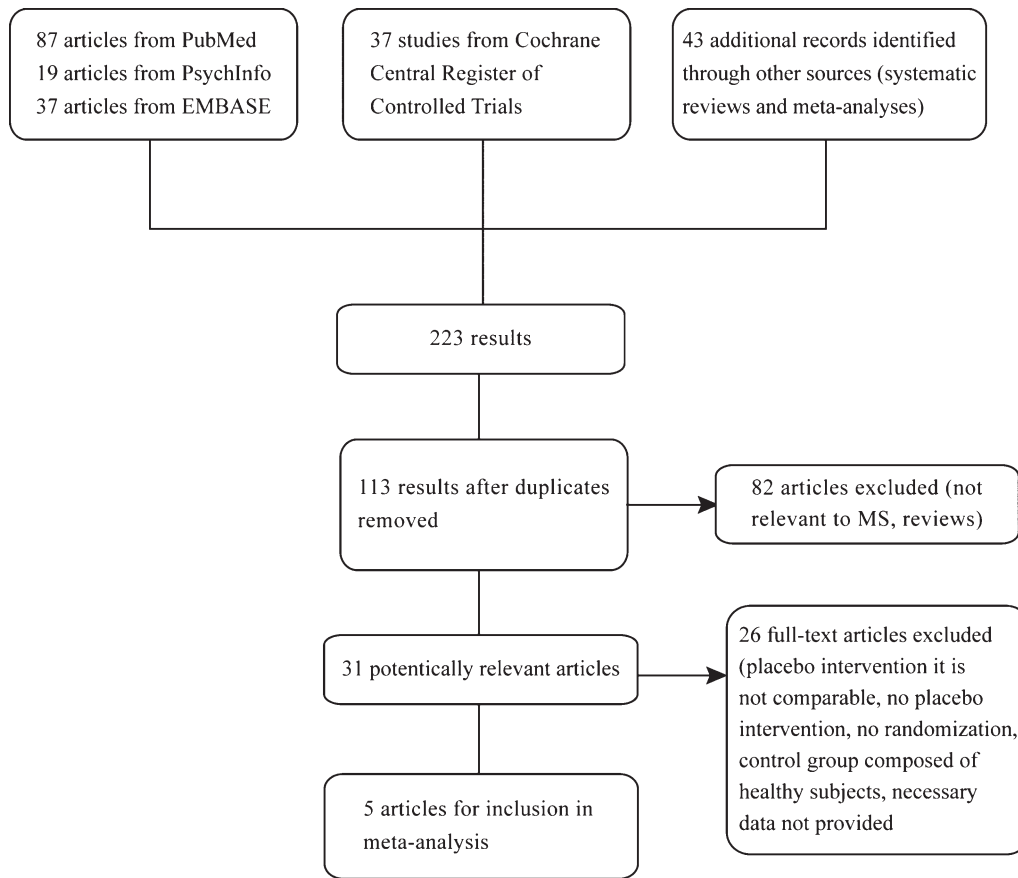 87 articles from PubMed
19 articles from PsychInfo
37 articles from EMBASE
37 studies from Cochrane
Central Register of
Controlled Trials
43 additional records identified
through other sources (systematic
reviews and meta-analyses)
223 results
113 results after duplicates
removed
82 articles excluded (not
relevant to MS, reviews)
31 potentially relevant articles
26 full-text articles excluded
(placebo intervention it is
not comparable, no placebo
intervention, no randomization,
control group composed of
healthy subjects, necessary
data not provided
5 articles for inclusion in
meta-analysis